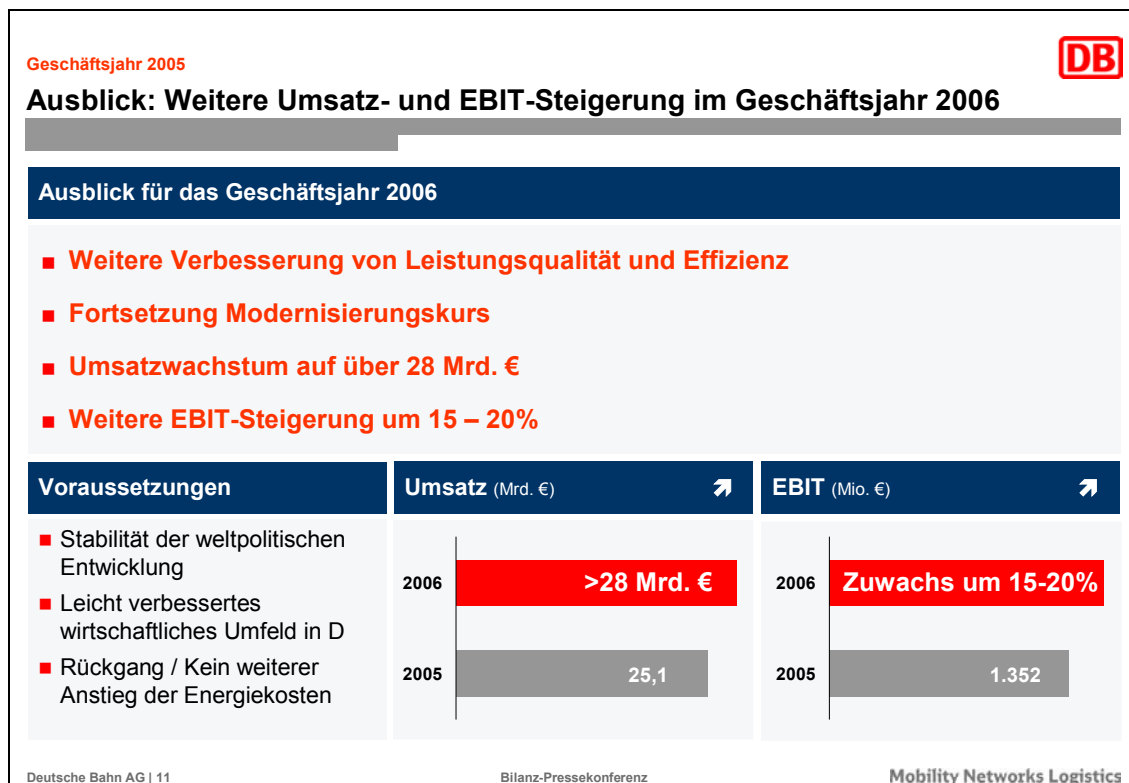 Geschäftsjahr 2005
DB
Ausblick: Weitere Umsatz- und EBIT-Steigerung im Geschäftsjahr 2006
Ausblick für das Geschäftsjahr 2006
■ Weitere Verbesserung von Leistungsqualität und Effizienz
■ Fortsetzung Modernisierungskurs
■ Umsatzwachstum auf über 28 Mrd. €
■ Weitere EBIT-Steigerung um 15 – 20%
Voraussetzungen
■ Stabilität der weltpolitischen
Entwicklung
■ Leicht verbessertes
wirtschaftliches Umfeld in D
■ Rückgang / Kein weiterer
Anstieg der Energiekosten
Umsatz (Mrd. €)
2006 >28 Mrd. €
2005 25,1
EBIT (Mio. €)
2006 Zuwachs um 15-20%
2005 1.352
Deutsche Bahn AG | 11
Bilanz-Pressekonferenz
Mobility Networks Logistics